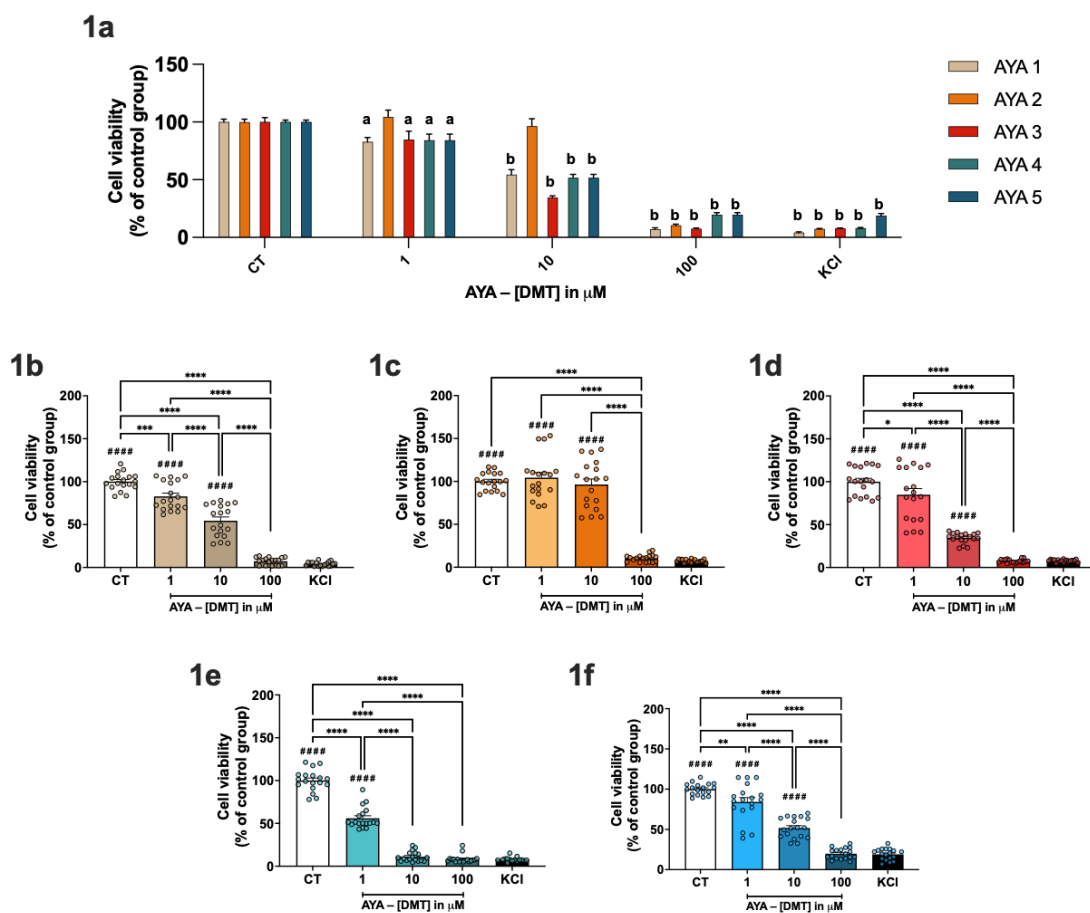 1a
Cell viability
(% of control group)
150
100
50
0
a a a a
b b b b
b b b b b
b b b b b
CT 1 10 100 KCl
AYA – [DMT] in μM
AYA 1
AYA 2
AYA 3
AYA 4
AYA 5
1b
Cell viability
(% of control group)
200
150
100
50
0
****
****
****
*** **** ****
####
####
####
CT 1 10 100 KCl
AYA – [DMT] in μM
1c
Cell viability
(% of control group)
200
150
100
50
0
****
****
****
####
####
####
CT 1 10 100 KCl
AYA – [DMT] in μM
1d
Cell viability
(% of control group)
200
150
100
50
0
****
****
****
* **** ****
####
####
####
CT 1 10 100 KCl
AYA – [DMT] in μM
1e
Cell viability
(% of control group)
200
150
100
50
0
****
****
****
**** ****
####
####
CT 1 10 100 KCl
AYA – [DMT] in μM
1f
Cell viability
(% of control group)
200
150
100
50
0
****
****
****
** **** ****
#### ####
####
CT 1 10 100 KCl
AYA – [DMT] in μM